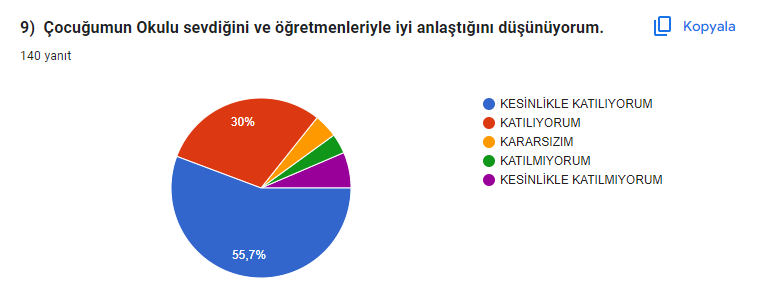 9) Çocuğumun Okulu sevdiğini ve öğretmenleriyle iyi anlaştığını düşünüyorum.
Kopyala
140 yanıt
30%
55,7%
KESİNLİKLE KATILIYORUM
KATILIYORUM
KARARSIZIM
KATILMIYORUM
KESİNLİKLE KATILMIYORUM